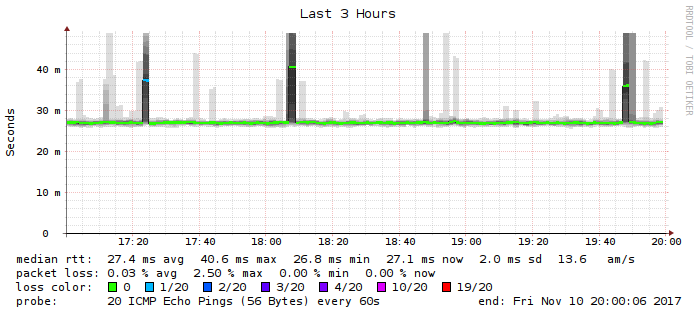 Last 3 Hours
RRDTOOL / TOBI OETIKER
Seconds
40 m
30 m
20 m
10 m
0
17:20 17:40 18:00 18:20 18:40 19:00 19:20 19:40 20:00
median rtt: 27.4 ms avg 40.6 ms max 26.8 ms min 27.1 ms now 2.0 ms sd 13.6 am/s
packet loss: 0.03 % avg 2.50 % max 0.00 % min 0.00 % now
loss color: 0 1/20 2/20 3/20 4/20 10/20 19/20
probe: 20 ICMP Echo Pings (56 Bytes) every 60s end: Fri Nov 10 20:00:06 2017